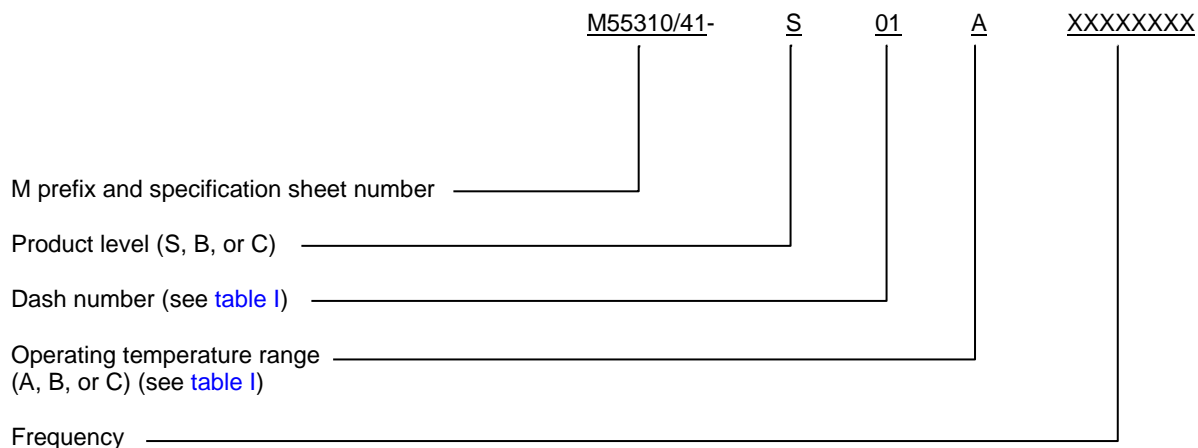 M55310/41- S 01 A XXXXXXXX
M prefix and specification sheet number
Product level (S, B, or C)
Dash number (see table I)
Operating temperature range
(A, B, or C) (see table I)
Frequency